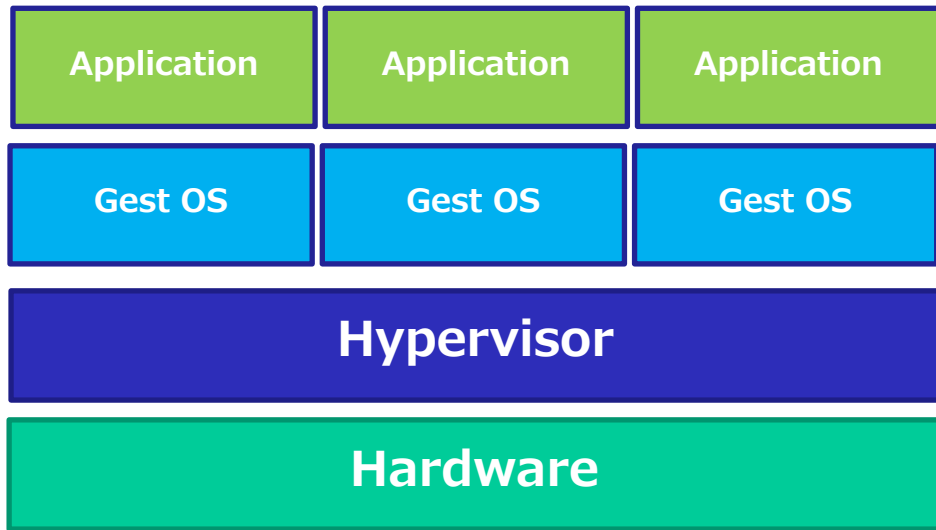 Application Application Application
Gest OS Gest OS Gest OS
Hypervisor
Hardware